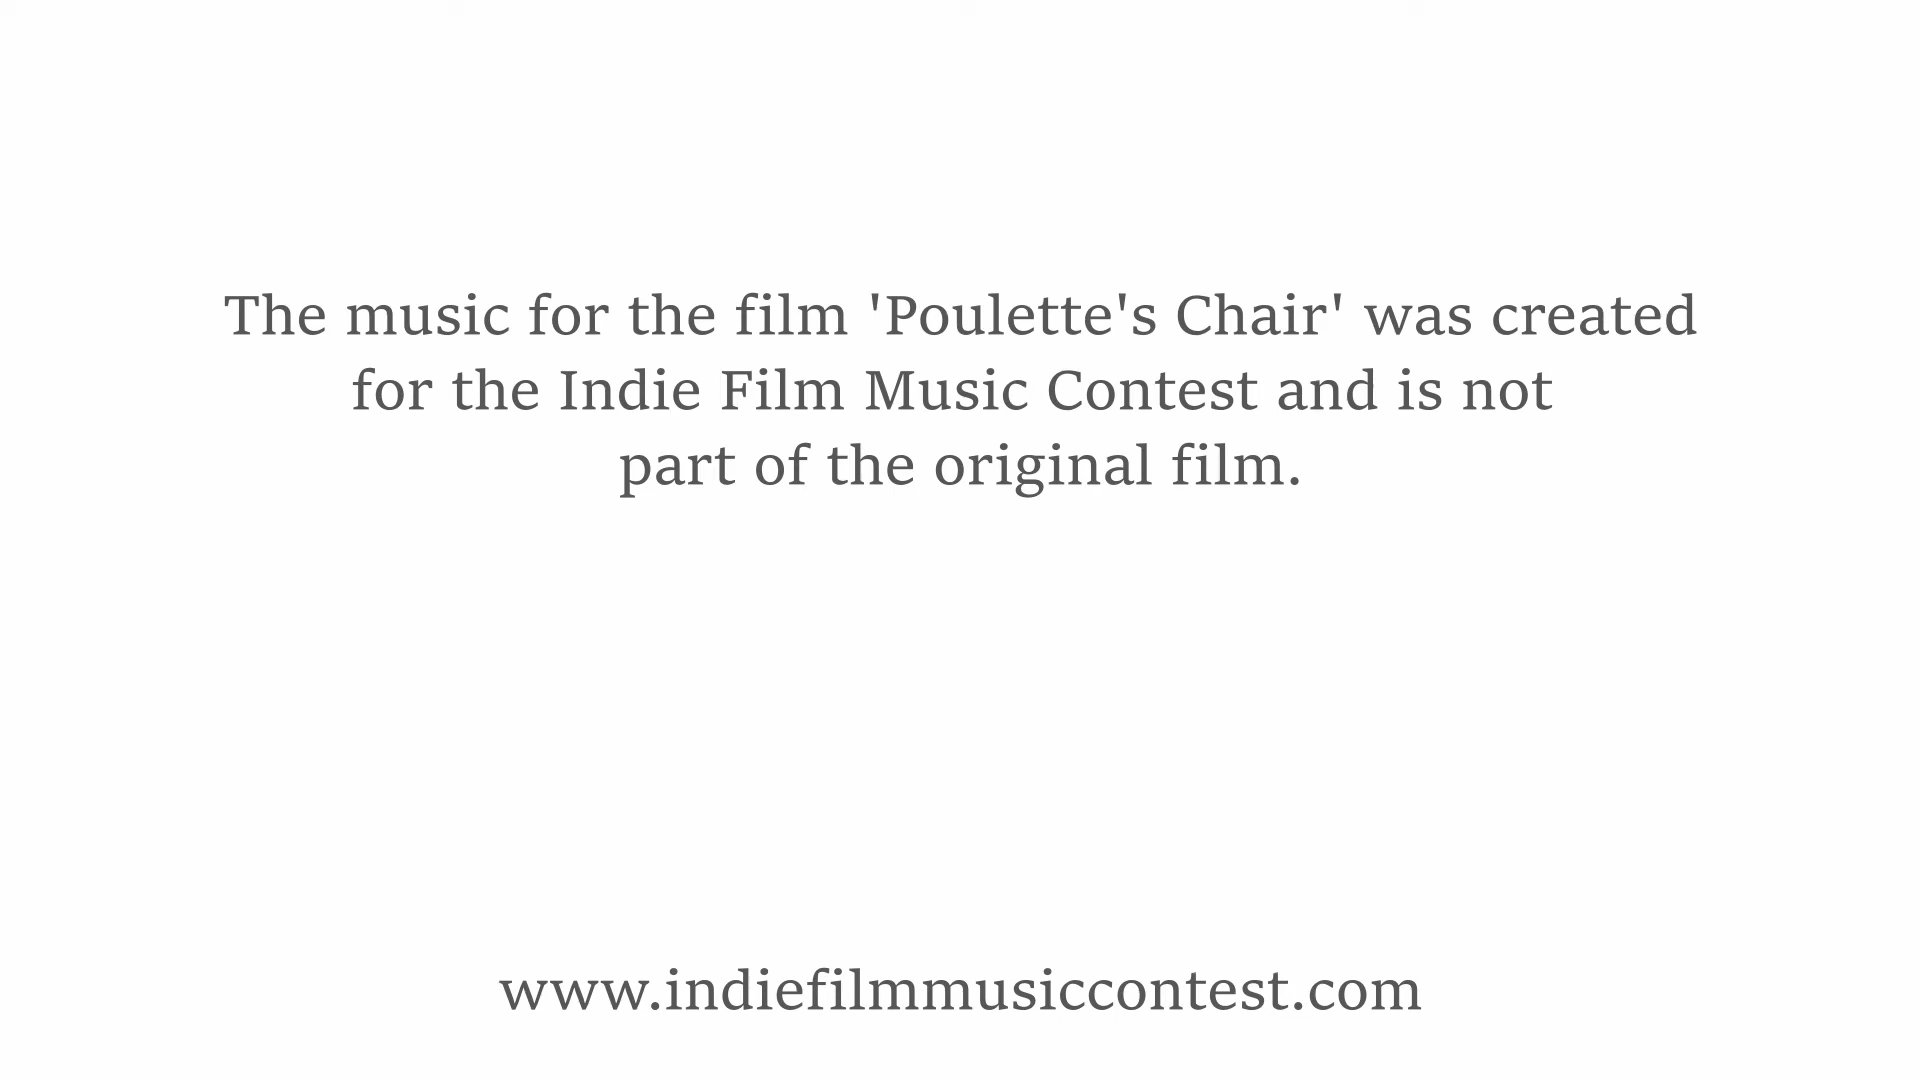 The music for the film 'Poulette's Chair' was created
for the Indie Film Music Contest and is not
part of the original film.
www.indiefilmmusiccontest.com